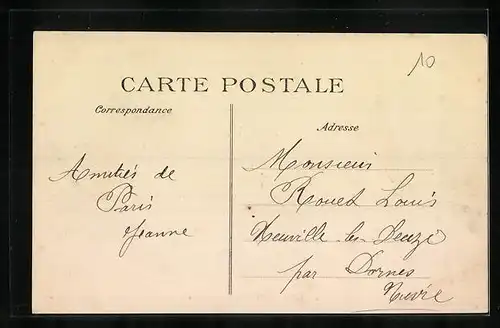 10
CARTE POSTALE
Correspondance
Adresse
Amitiés de
Paris
Jeanne
Monsieur
Rouet Louis
Neuville les Decize
par Dornes
Nièvre